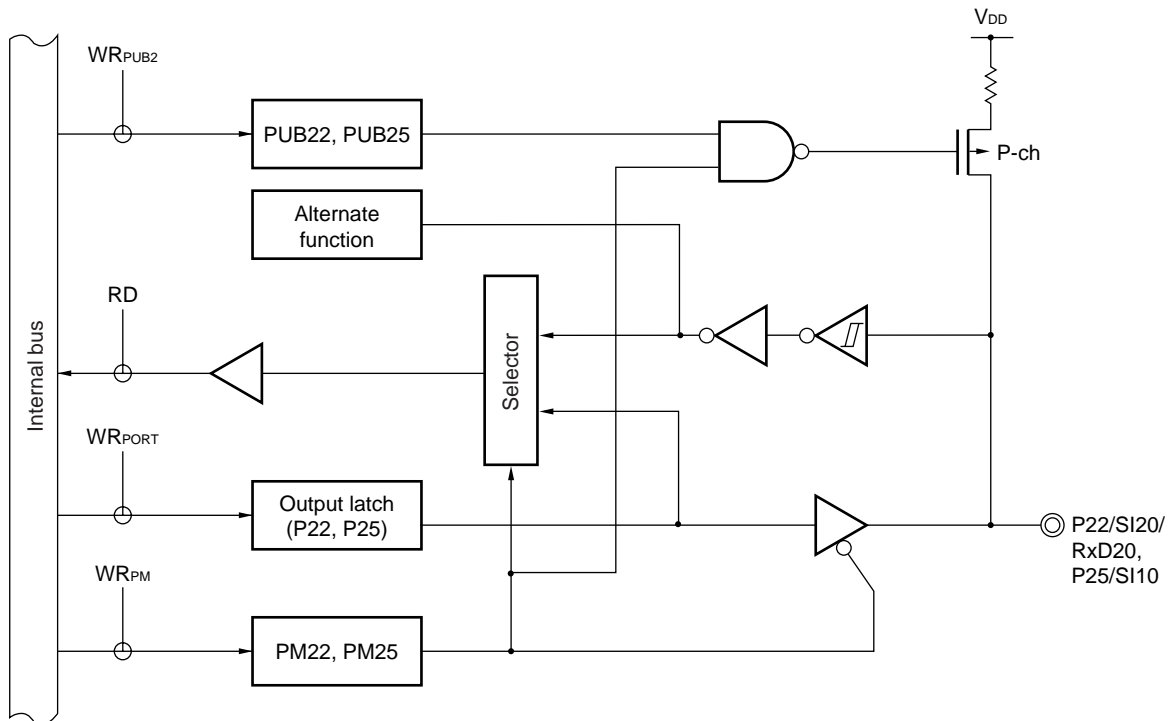 VDD
WRPUB2
PUB22, PUB25
P-ch
Alternate
function
RD
Internal bus
Selector
WRPORT
Output latch
(P22, P25)
P22/SI20/
RxD20,
P25/SI10
WRPM
PM22, PM25